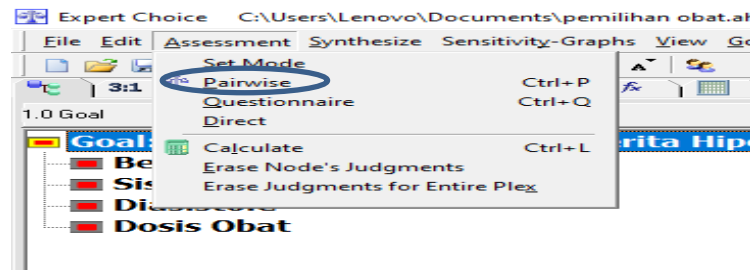 Expert Choice C:\Users\Lenovo\Documents\pemilihan obat.ah
File Edit Assessment Synthesize Sensitivity-Graphs View Go
Set Mode
3:1 Pairwise Ctrl+P
Questionnaire Ctrl+Q
1.0 Goal
Direct
Goal: Calculate Ctrl+L rita Hip
Be Erase Node's Judgments
Sis Erase Judgments for Entire Plex
Diastole
Dosis Obat